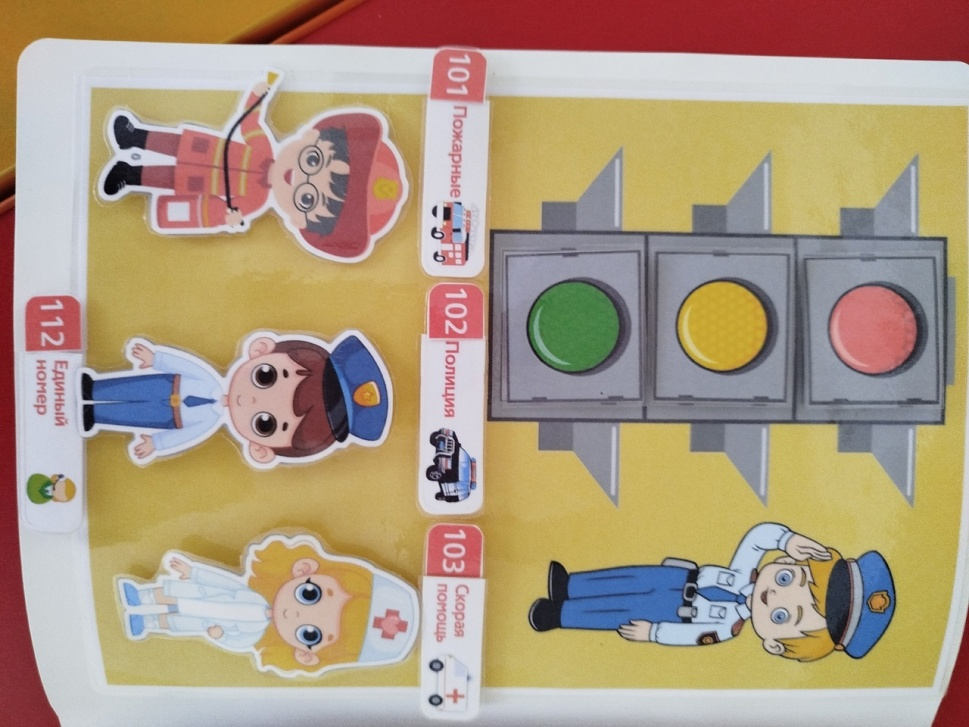 101 Пожарные
102 Полиция
103 Скорая
помощь
112 Единый
номер